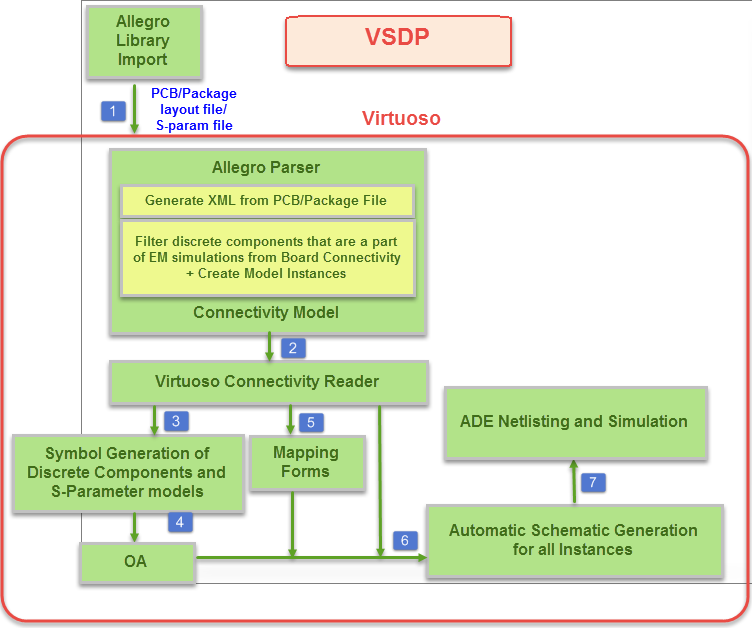 Allegro
Library
Import
VSDP
1
PCB/Package
layout file/
S-param file
Virtuoso
Allegro Parser
Generate XML from PCB/Package File
Filter discrete components that are a part
of EM simulations from Board Connectivity
+ Create Model Instances
Connectivity Model
2
Virtuoso Connectivity Reader
3
5
Symbol Generation of
Discrete Components and
S-Parameter models
Mapping
Forms
ADE Netlisting and Simulation
7
4
OA
6
Automatic Schematic Generation
for all Instances